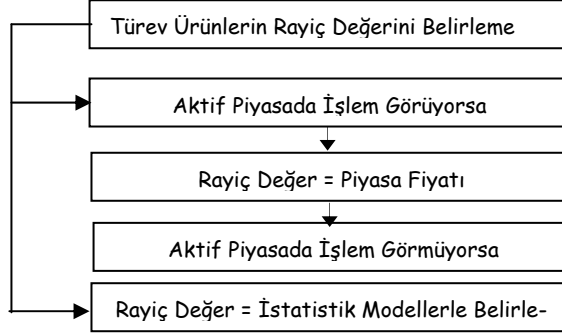 Türev Ürünlerin Rayiç Değerini Belirleme
Aktif Piyasada İşlem Görüyorsa
Rayiç Değer = Piyasa Fiyatı
Aktif Piyasada İşlem Görmüyorsa
Rayiç Değer = İstatistik Modellerle Belirle-